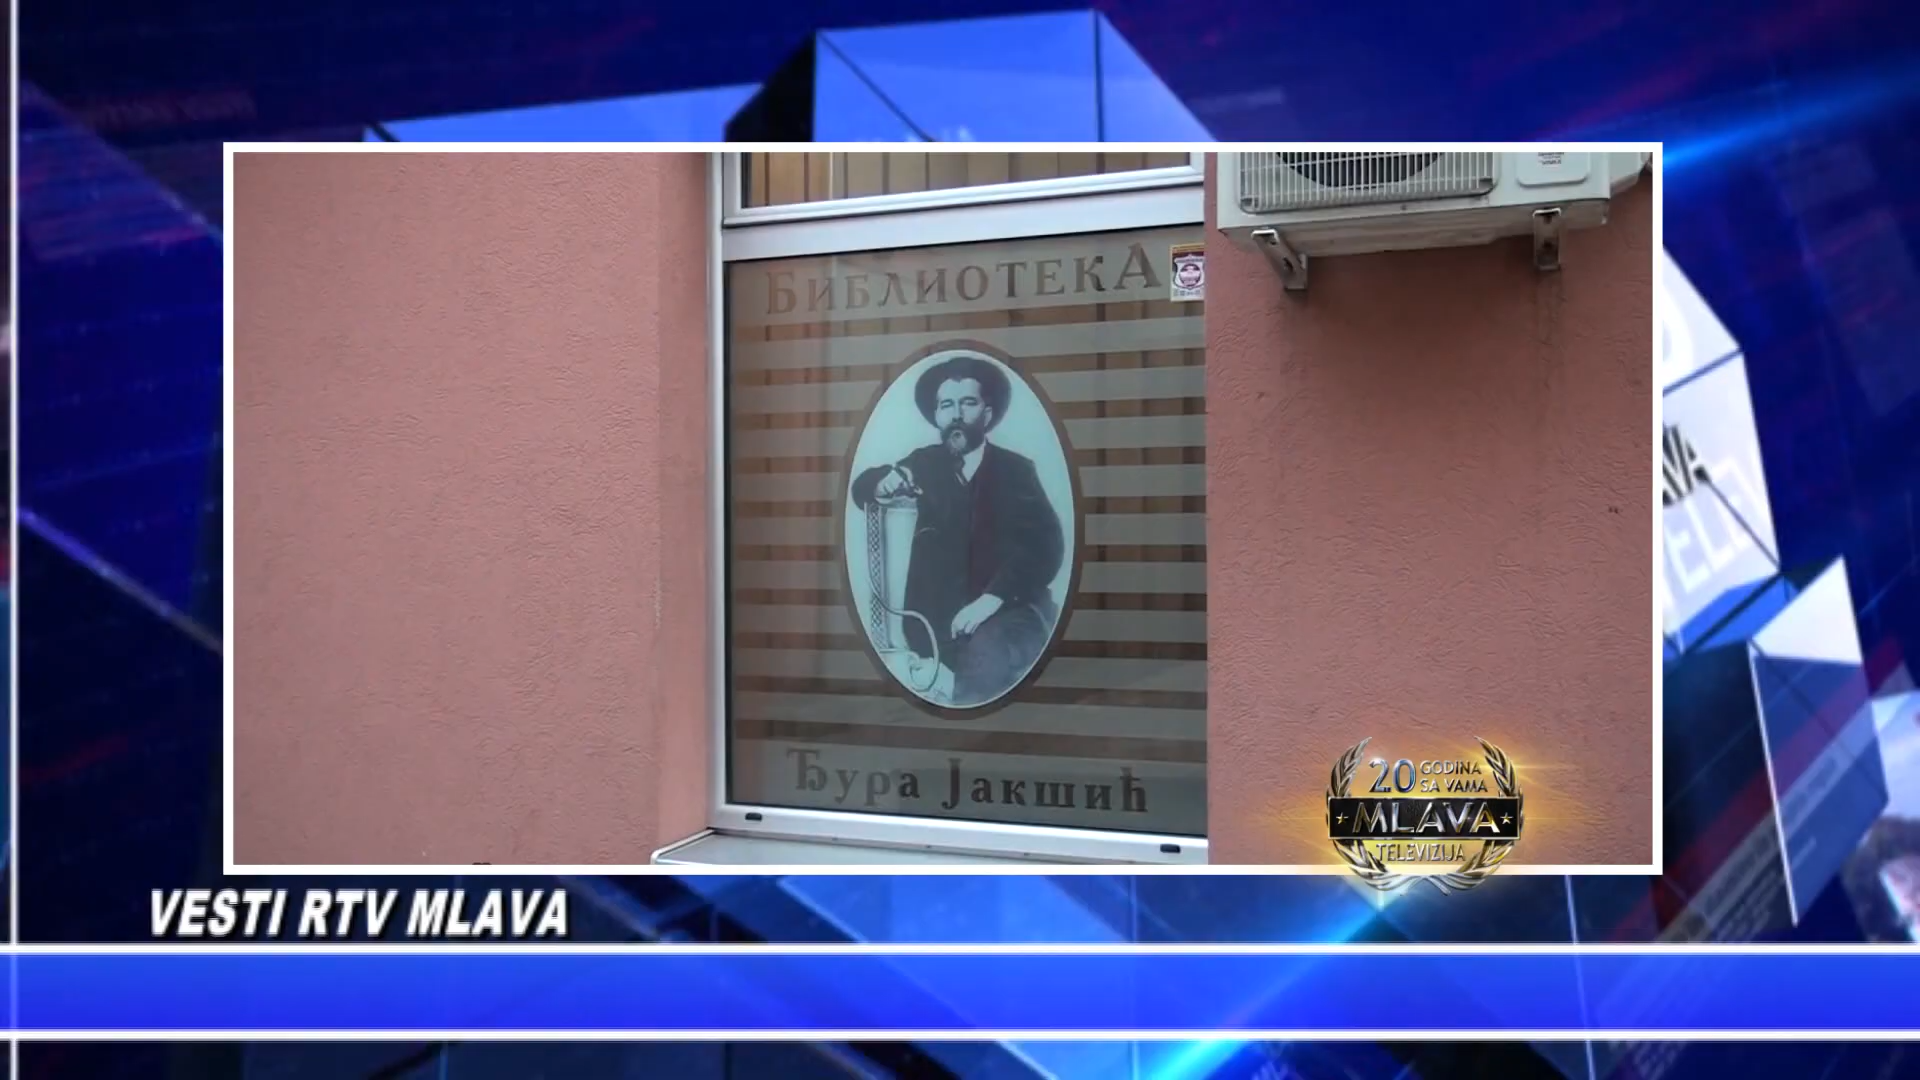 БИБЛИОТЕКА
Ђура Јакшић
20 GODINA
SA VAMA
MLAVA
TELEVIZIJA
VESTI RTV MLAVA